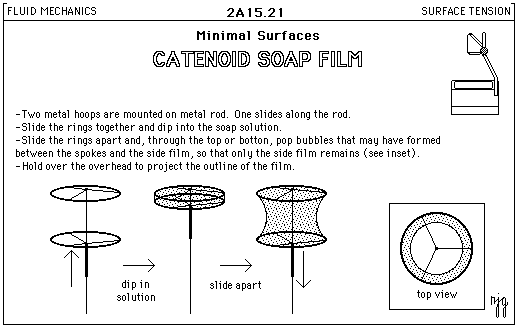 FLUID MECHANICS 2A15.21 SURFACE TENSION
Minimal Surfaces
CATENOID SOAP FILM
-Two metal hoops are mounted on metal rod. One slides along the rod.
-Slide the rings together and dip into the soap solution.
-Slide the rings apart and, through the top or botton, pop bubbles that may have formed
between the spokes and the side film, so that only the side film remains (see inset).
-Hold over the overhead to project the outline of the film.
dip in
solution
slide apart
top view